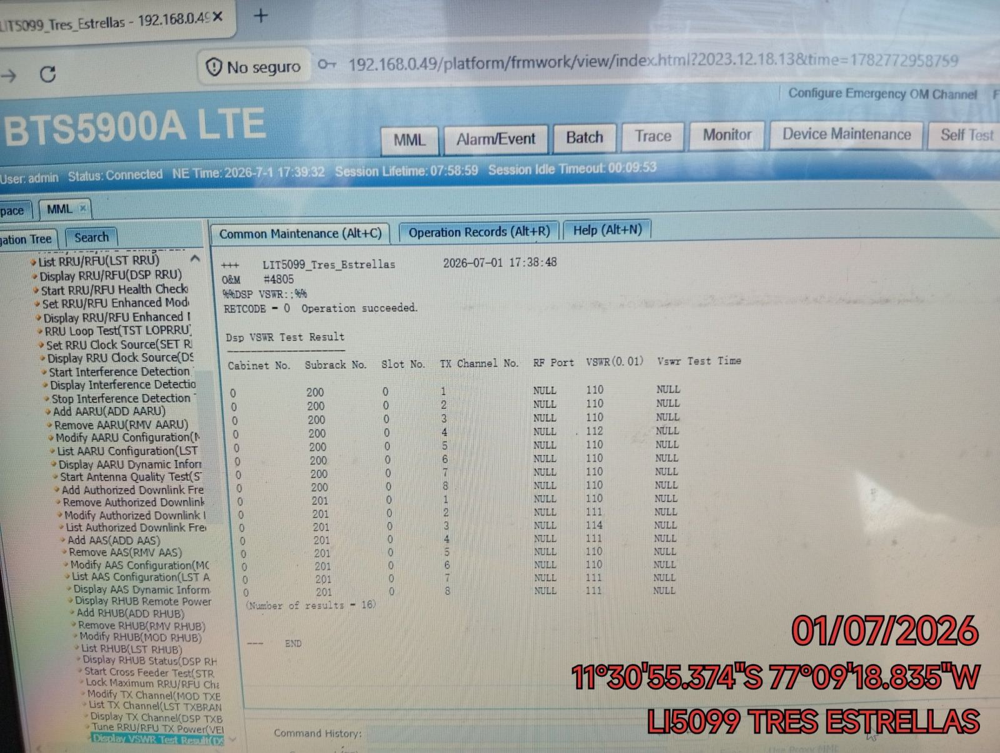 LIT5099_Tres_Estrellas - 192.168.0.49
No seguro
192.168.0.49/platform/frmwork/view/index.html?2023.12.18.13&time=1782772958759
Configure Emergency OM Channel
BTS5900A LTE
MML Alarm/Event Batch Trace Monitor Device Maintenance Self Test
User: admin Status: Connected NE Time: 2026-7-1 17:39:32 Session Lifetime: 07:58:59 Session Idle Timeout: 00:09:53
pace MML
gation Tree Search
Common Maintenance (Alt+C) Operation Records (Alt+R) Help (Alt+N)
List RRU/RFU(LST RRU)
Display RRU/RFU(DSP RRU)
Start RRU/RFU Health Check
Set RRU/RFU Enhanced Mod
Display RRU/RFU Enhanced
RRU Loop Test(TST LOPRRU)
Set RRU Clock Source(SET R
Display RRU Clock Source(DS
Start Interference Detection
Display Interference Detectio
Stop Interference Detection
Add AARU(ADD AARU)
Remove AARU(RMV AARU)
Modify AARU Configuration(M
List AARU Configuration(LST
Display AARU Dynamic Inform
Start Antenna Quality Test(S
Add Authorized Downlink Fre
Remove Authorized Downlink
Modify Authorized Downlink
List Authorized Downlink Fre
Add AAS(ADD AAS)
Remove AAS(RMV AAS)
Modify AAS Configuration(MO
List AAS Configuration(LST A
Display AAS Dynamic Inform
Display RHUB Remote Power
Add RHUB(ADD RHUB)
Remove RHUB(RMV RHUB)
Modify RHUB(MOD RHUB)
List RHUB(LST RHUB)
Display RHUB Status(DSP RH
Start Cross Feeder Test(STR
Lock Maximum RRU/RFU Cha
Modify TX Channel(MOD TXB
List TX Channel(LST TXBRAN
Display TX Channel(DSP TXB
Tune RRU/RFU TX Power(VEI
Display VSWR Test Result(DS
+++ LIT5099_Tres_Estrellas 2026-07-01 17:38:48
O&M #4805
%%DSP VSWR:;%%
RETCODE = 0 Operation succeeded.
Dsp VSWR Test Result
Cabinet No. Subrack No. Slot No. TX Channel No. RF Port VSWR(0.01) Vswr Test Time
0 200 0 1 NULL 110 NULL
0 200 0 2 NULL 110 NULL
0 200 0 3 NULL 110 NULL
0 200 0 4 NULL 112 NULL
0 200 0 5 NULL 110 NULL
0 200 0 6 NULL 110 NULL
0 200 0 7 NULL 110 NULL
0 200 0 8 NULL 110 NULL
0 201 0 1 NULL 110 NULL
0 201 0 2 NULL 111 NULL
0 201 0 3 NULL 114 NULL
0 201 0 4 NULL 111 NULL
0 201 0 5 NULL 110 NULL
0 201 0 6 NULL 110 NULL
0 201 0 7 NULL 111 NULL
0 201 0 8 NULL 111 NULL
(Number of results = 16)
--- END
Command History:
01/07/2026
11°30'55.374"S 77°09'18.835"W
LI5099 TRES ESTRELLAS